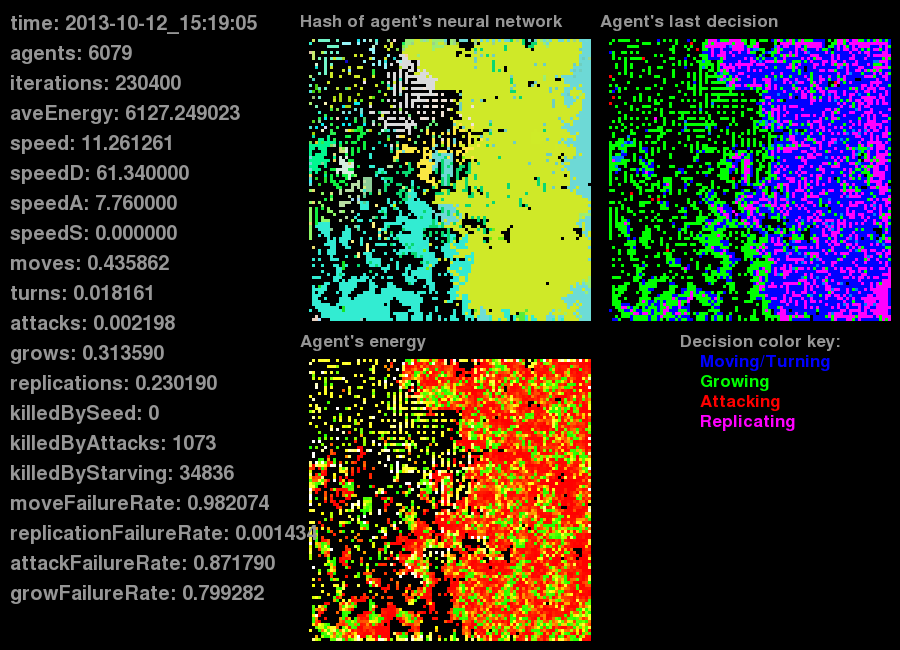 time: 2013-10-12_15:19:05
agents: 6079
iterations: 230400
aveEnergy: 6127.249023
speed: 11.261261
speedD: 61.340000
speedA: 7.760000
speedS: 0.000000
moves: 0.435862
turns: 0.018161
attacks: 0.002198
grows: 0.313590
replications: 0.230190
killedBySeed: 0
killedByAttacks: 1073
killedByStarving: 34836
moveFailureRate: 0.982074
replicationFailureRate: 0.001434
attackFailureRate: 0.871790
growFailureRate: 0.799282
Hash of agent's neural network
Agent's last decision
Agent's energy
Decision color key:
Moving/Turning
Growing
Attacking
Replicating